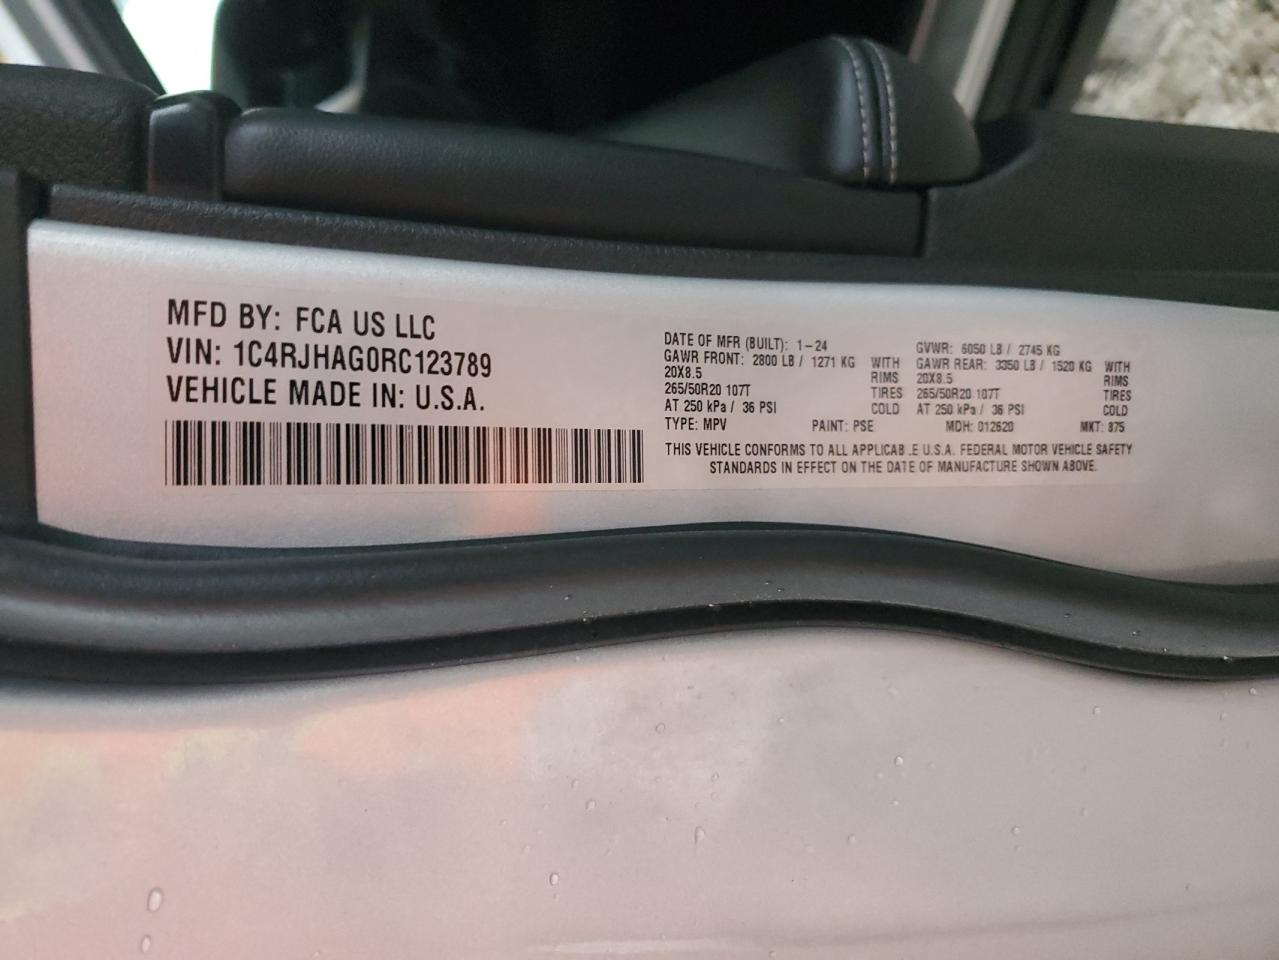 MFD BY: FCA US LLC
VIN: 1C4RJHAG0RC123789
VEHICLE MADE IN: U.S.A.
DATE OF MFR (BUILT): 1-24
GAWR FRONT: 2800 LB / 1271 KG WITH
20X8.5 RIMS
265/50R20 107T TIRES
AT 250 kPa / 36 PSI COLD
TYPE: MPV PAINT: PSE
GVWR: 6050 LB / 2745 KG
GAWR REAR: 3350 LB / 1520 KG WITH
20X8.5 RIMS
265/50R20 107T TIRES
AT 250 kPa / 36 PSI COLD
MDH: 012620 MKT: 875
THIS VEHICLE CONFORMS TO ALL APPLICAB.E U.S.A. FEDERAL MOTOR VEHICLE SAFETY
STANDARDS IN EFFECT ON THE DATE OF MANUFACTURE SHOWN ABOVE.